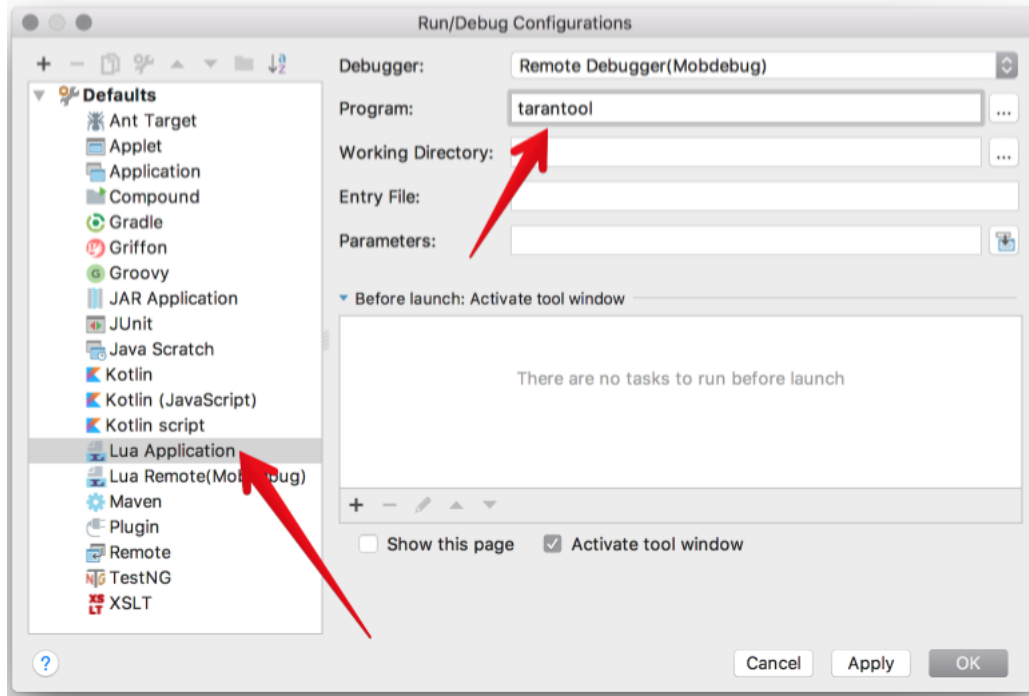 Run/Debug Configurations
Defaults
Ant Target
Applet
Application
Compound
Gradle
Griffon
Groovy
JAR Application
JUnit
Java Scratch
Kotlin
Kotlin (JavaScript)
Kotlin script
Lua Application
Lua Remote(Mobdebug)
Maven
Plugin
Remote
TestNG
XSLT
Debugger: Remote Debugger(Mobdebug)
Program: tarantool
Working Directory:
Entry File:
Parameters:
Before launch: Activate tool window
There are no tasks to run before launch
Show this page Activate tool window
? Cancel Apply OK